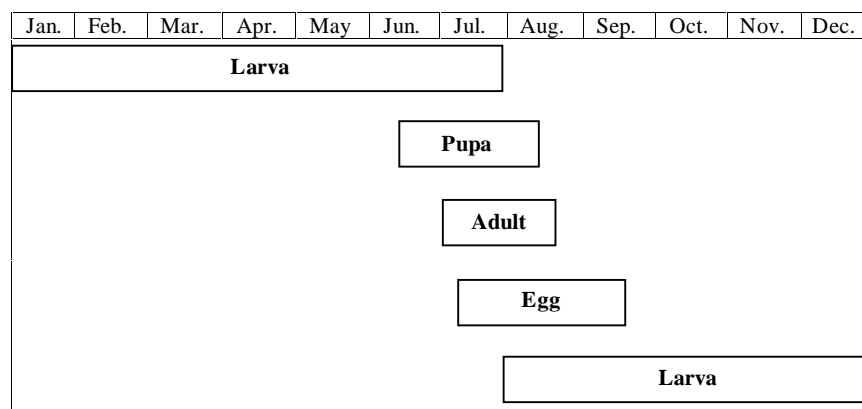 Jan. Feb. Mar. Apr. May Jun. Jul. Aug. Sep. Oct. Nov. Dec.
Larva
Pupa
Adult
Egg
Larva